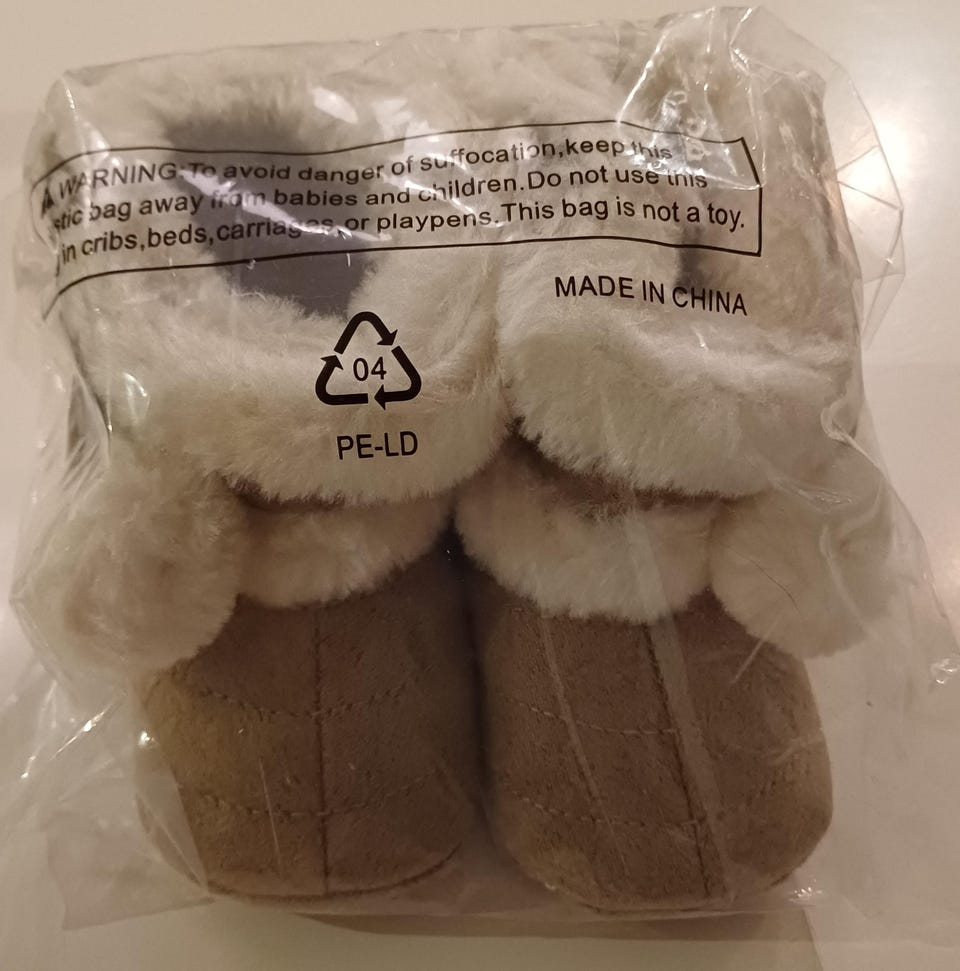 WARNING:To avoid danger of suffocation,keep this
stic bag away from babies and children.Do not use this
in cribs,beds,carriages,or playpens.This bag is not a toy.
MADE IN CHINA
04
PE-LD